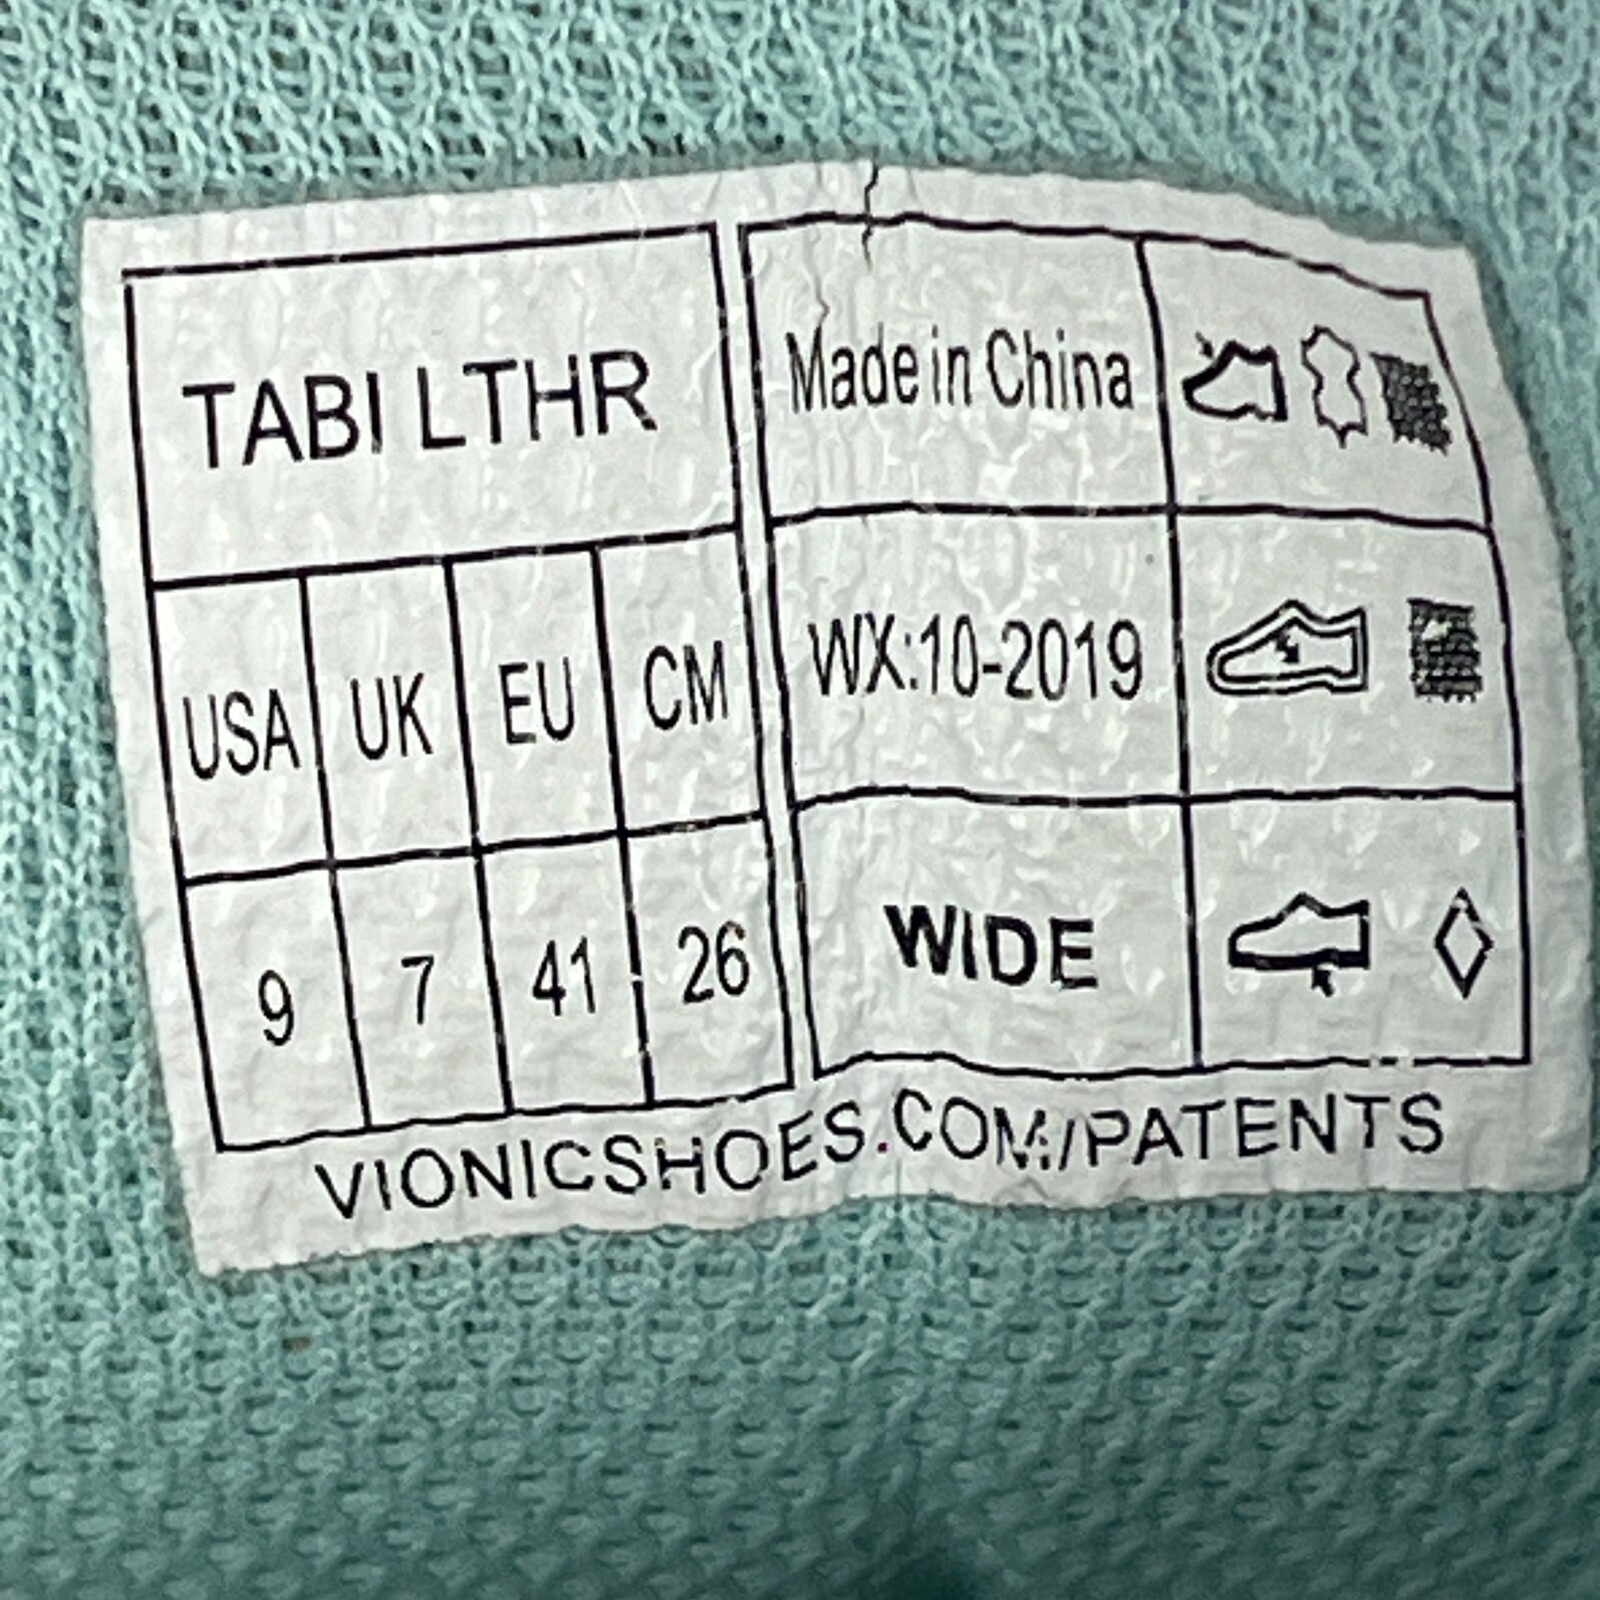 TABI LTHR
USA UK EU CM
9 7 41 26
Made in China
WX:10-2019
WIDE
VIONICSHOES.COM/PATENTS